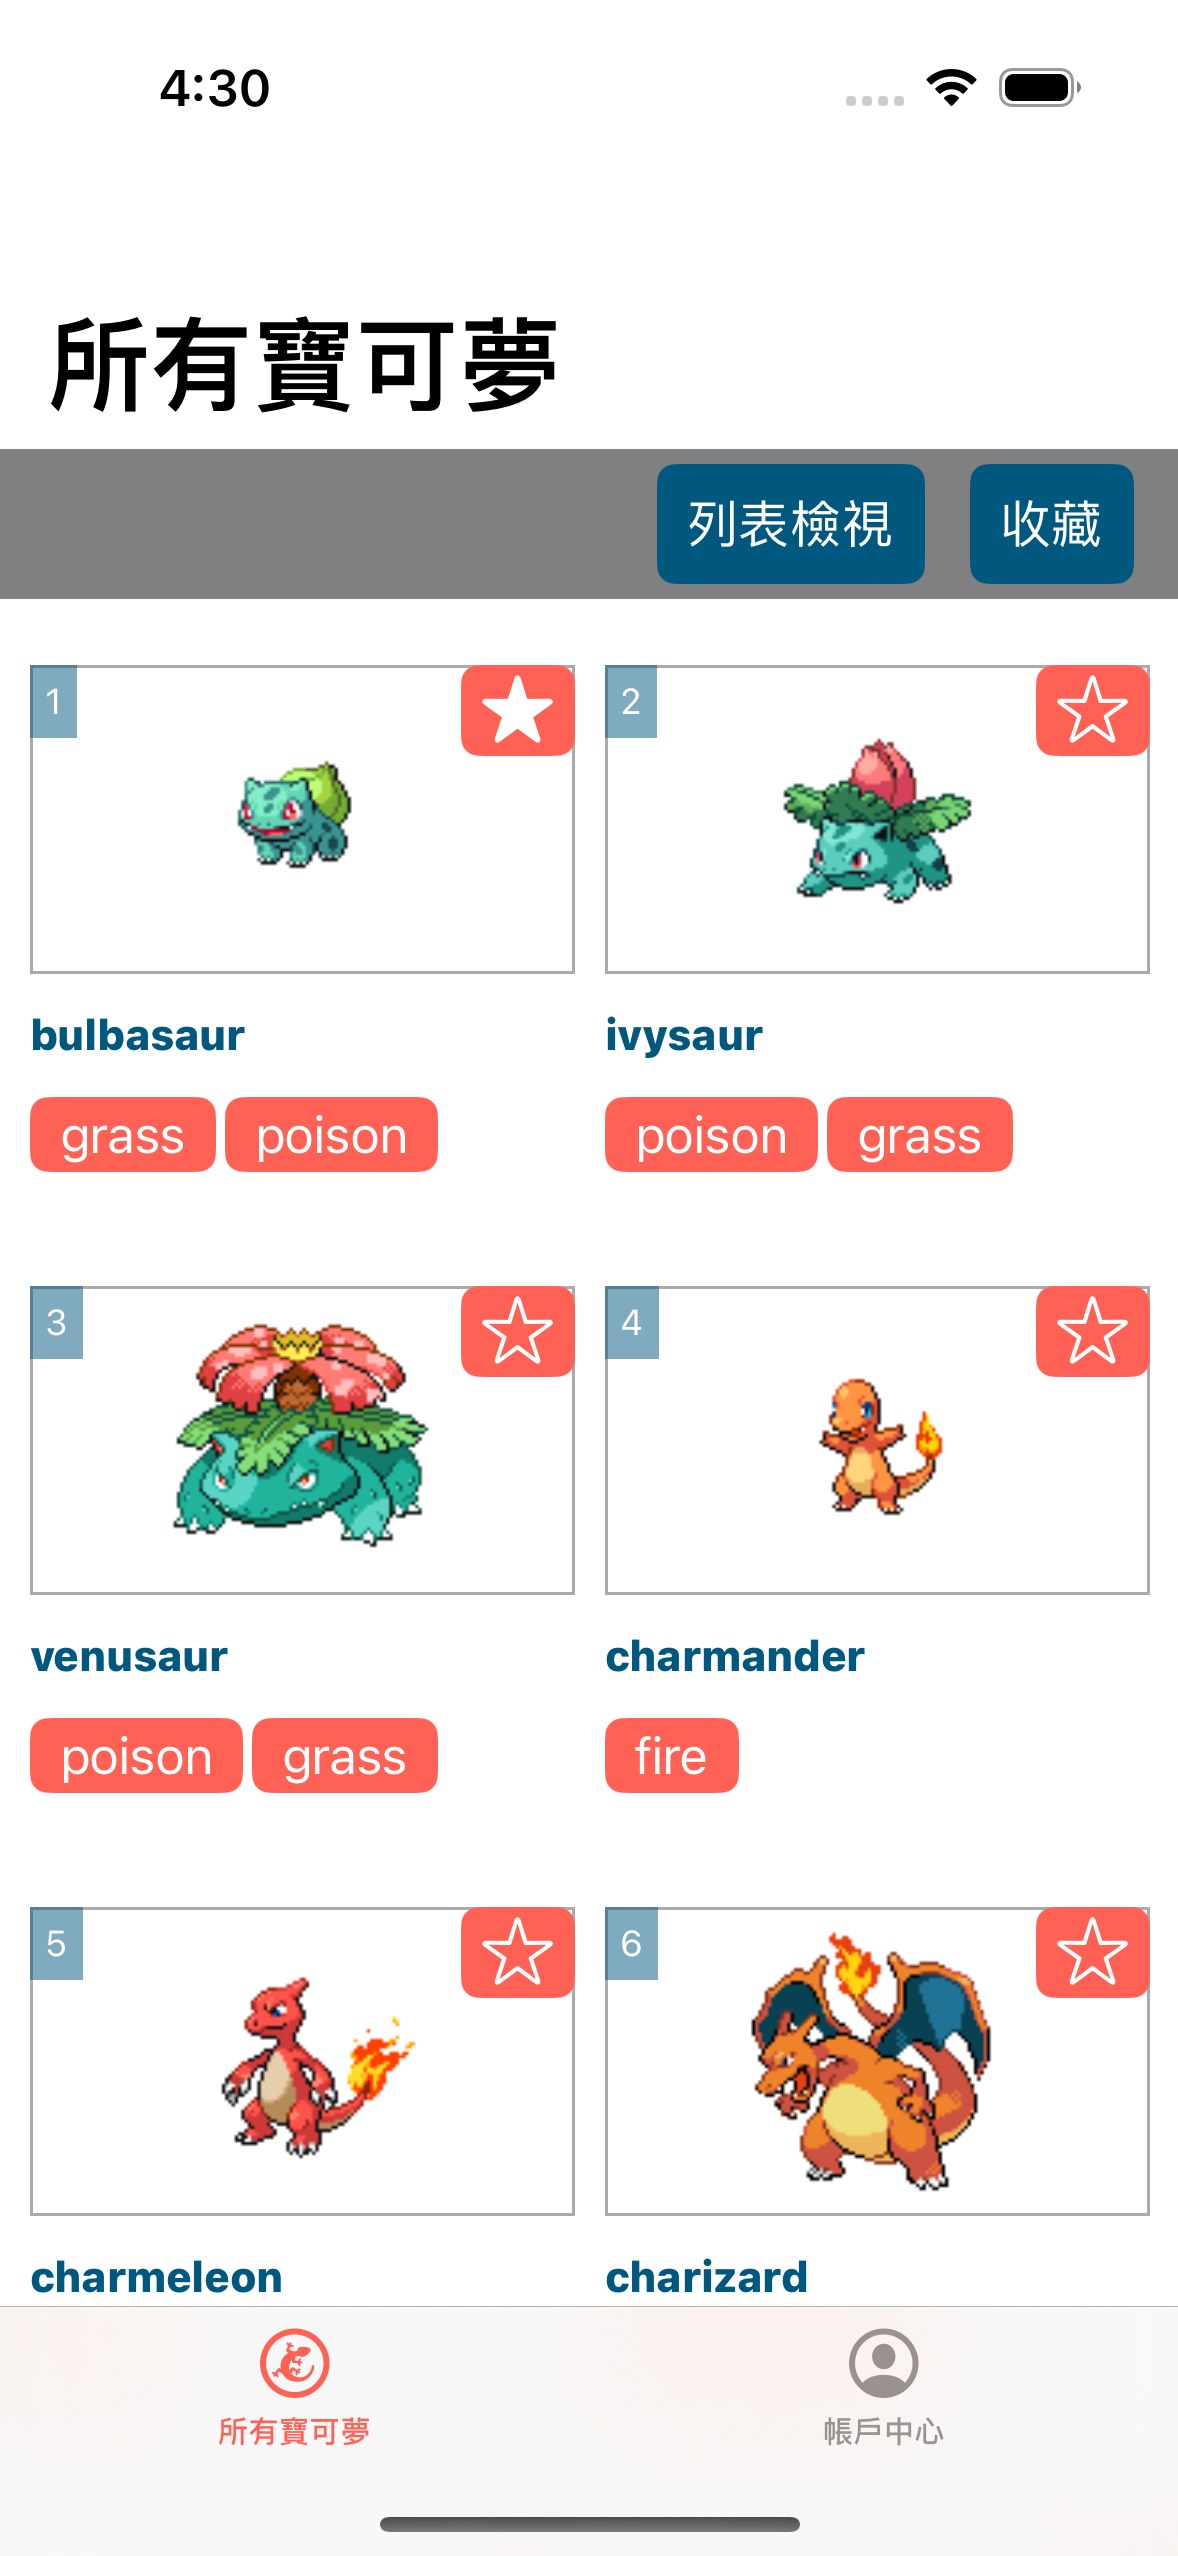 4:30
所有寶可夢
列表檢視 收藏
1 2
bulbasaur ivysaur
grass poison poison grass
3 4
venusaur charmander
poison grass fire
5 6
charmeleon charizard
所有寶可夢 帳戶中心